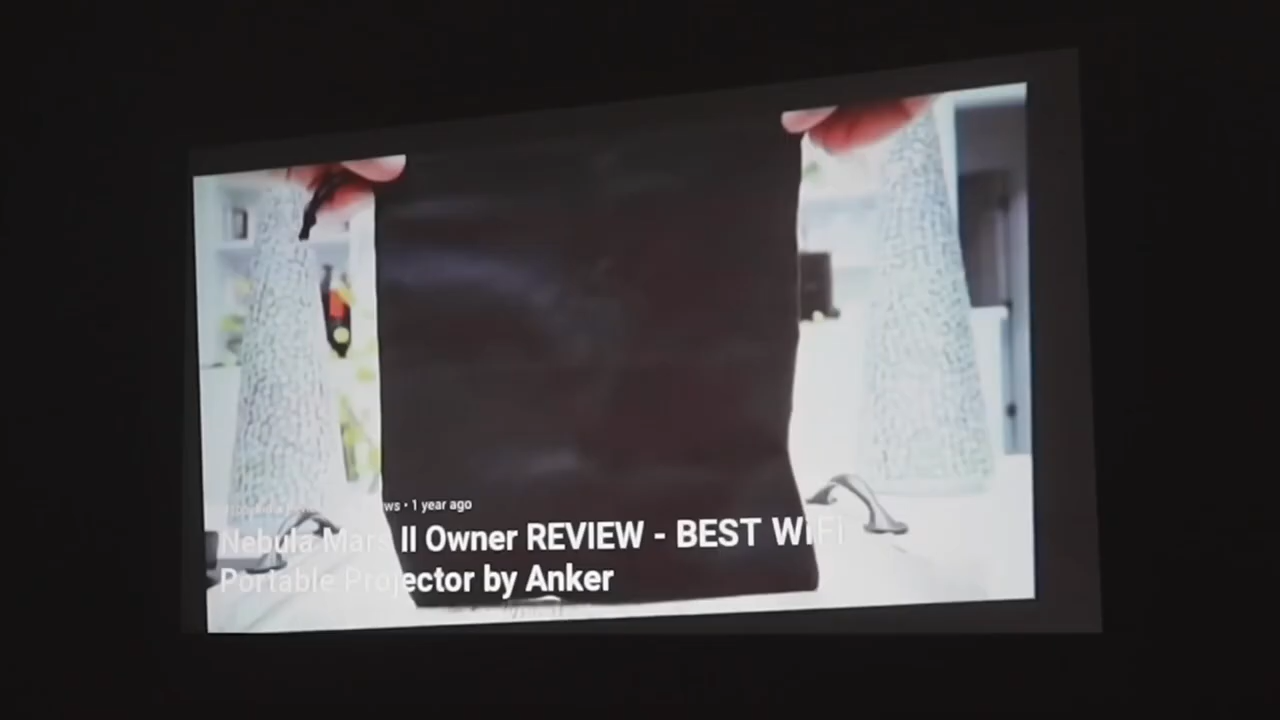 ws • 1 year ago
Nebula Mars II Owner REVIEW - BEST WiFi
Portable Projector by Anker